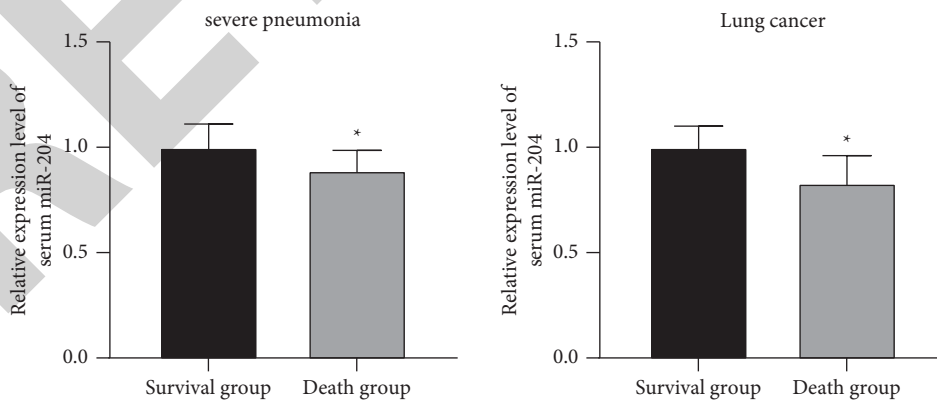 severe pneumonia
1.5
1.0
0.5
0.0
Relative expression level of
serum miR-204
*
Survival group
Death group
Lung cancer
1.5
1.0
0.5
0.0
Relative expression level of
serum miR-204
*
Survival group
Death group